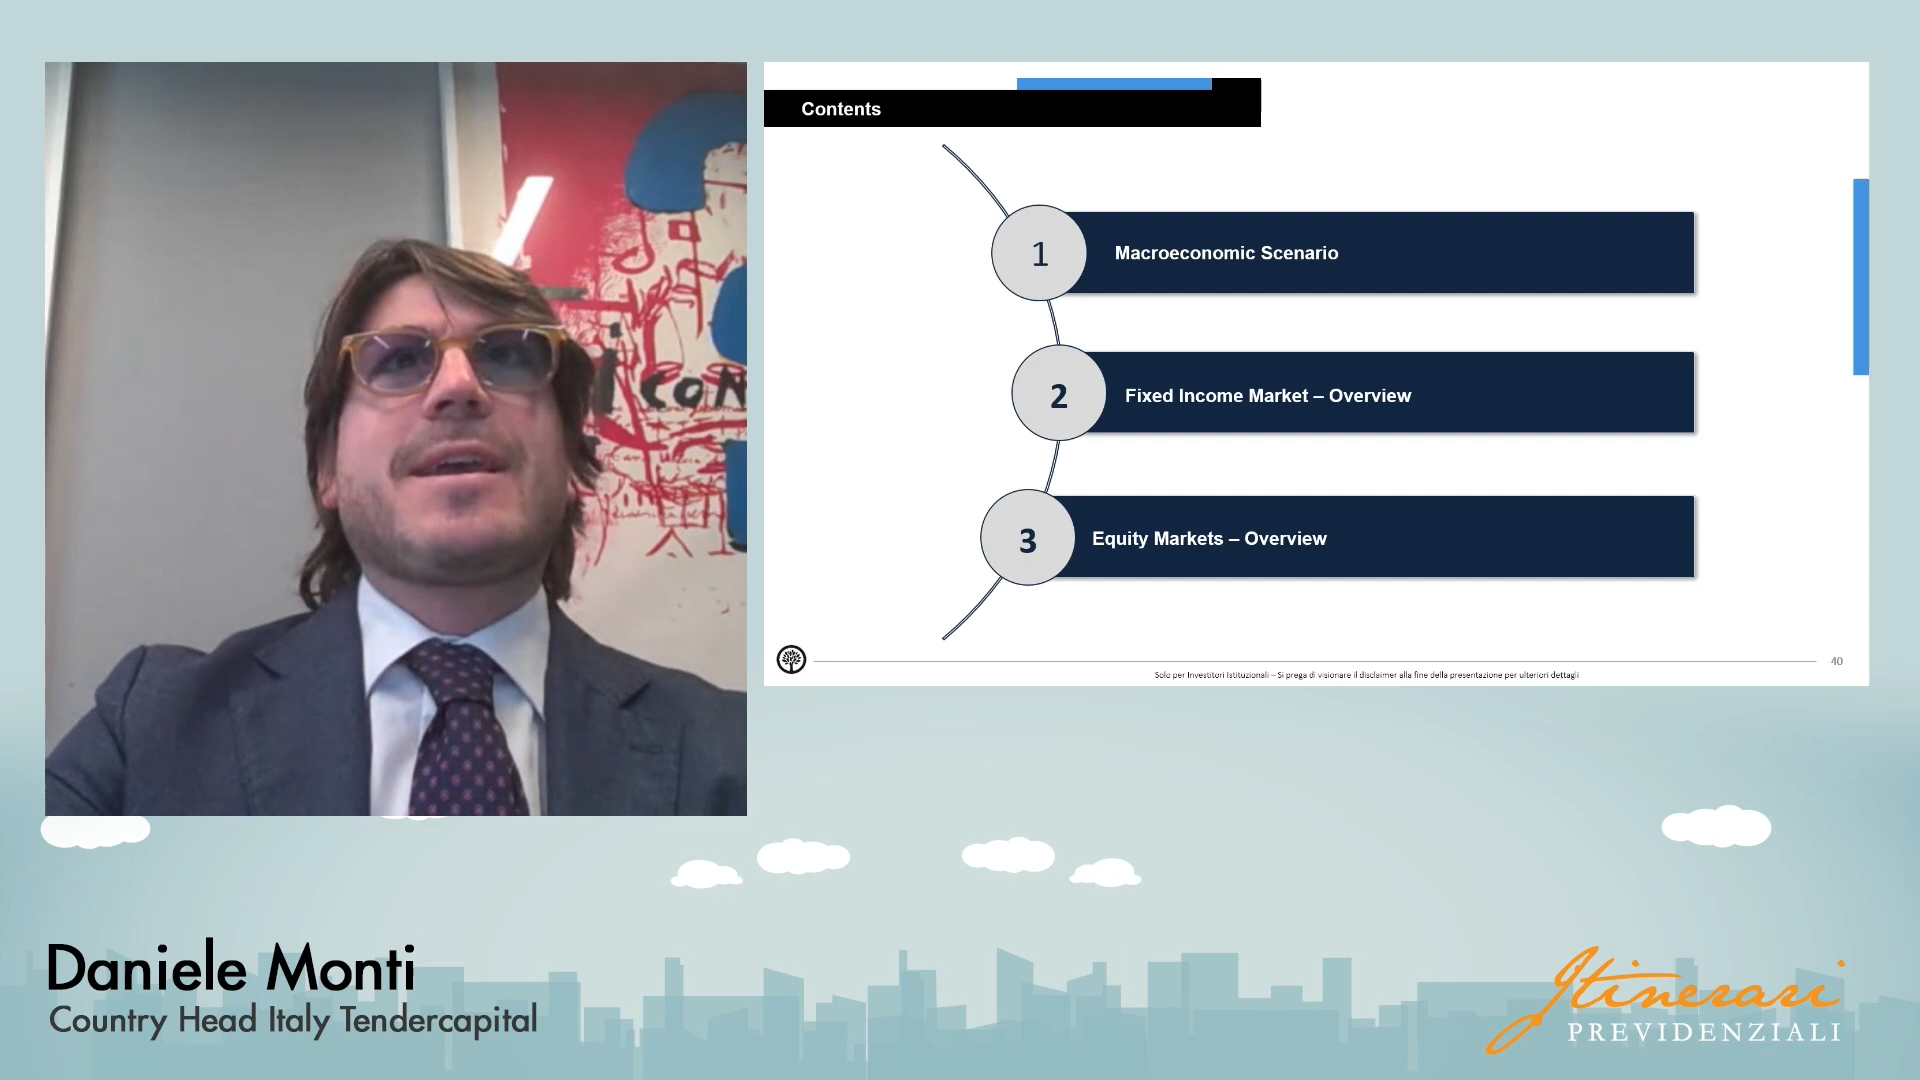 Contents
1
Macroeconomic Scenario
2
Fixed Income Market – Overview
3
Equity Markets – Overview
40
Solo per Investitori Istituzionali – Si prega di visionare il disclaimer alla fine della presentazione per ulteriori dettagli
Daniele Monti
Country Head Italy Tendercapital
Itinerari
PREVIDENZIALI